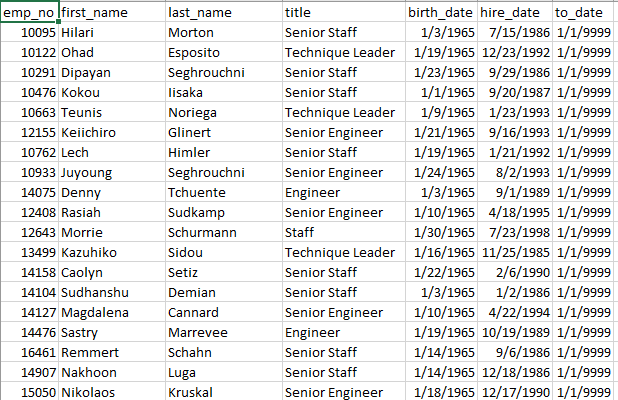 emp_no first_name last_name title birth_date hire_date to_date
10095 Hilari Morton Senior Staff 1/3/1965 7/15/1986 1/1/9999
10122 Ohad Esposito Technique Leader 1/19/1965 12/23/1992 1/1/9999
10291 Dipayan Seghrouchni Senior Staff 1/23/1965 9/29/1986 1/1/9999
10476 Kokou Iisaka Senior Staff 1/1/1965 9/20/1987 1/1/9999
10663 Teunis Noriega Technique Leader 1/9/1965 1/23/1993 1/1/9999
12155 Keiichiro Glinert Senior Engineer 1/21/1965 9/16/1993 1/1/9999
10762 Lech Himler Senior Staff 1/19/1965 1/21/1992 1/1/9999
10933 Juyoung Seghrouchni Senior Engineer 1/24/1965 8/2/1993 1/1/9999
14075 Denny Tchuente Engineer 1/3/1965 9/1/1989 1/1/9999
12408 Rasiah Sudkamp Senior Engineer 1/10/1965 4/18/1995 1/1/9999
12643 Morrie Schurmann Staff 1/30/1965 7/23/1998 1/1/9999
13499 Kazuhiko Sidou Technique Leader 1/16/1965 11/25/1985 1/1/9999
14158 Caolyn Setiz Senior Staff 1/22/1965 2/6/1990 1/1/9999
14104 Sudhanshu Demian Senior Staff 1/3/1965 1/2/1986 1/1/9999
14127 Magdalena Cannard Senior Engineer 1/10/1965 4/22/1994 1/1/9999
14476 Sastry Marrevee Engineer 1/19/1965 10/19/1989 1/1/9999
16461 Remmert Schahn Senior Staff 1/14/1965 9/6/1986 1/1/9999
14907 Nakhoon Luga Senior Staff 1/14/1965 12/18/1986 1/1/9999
15050 Nikolaos Kruskal Senior Engineer 1/18/1965 12/17/1990 1/1/9999